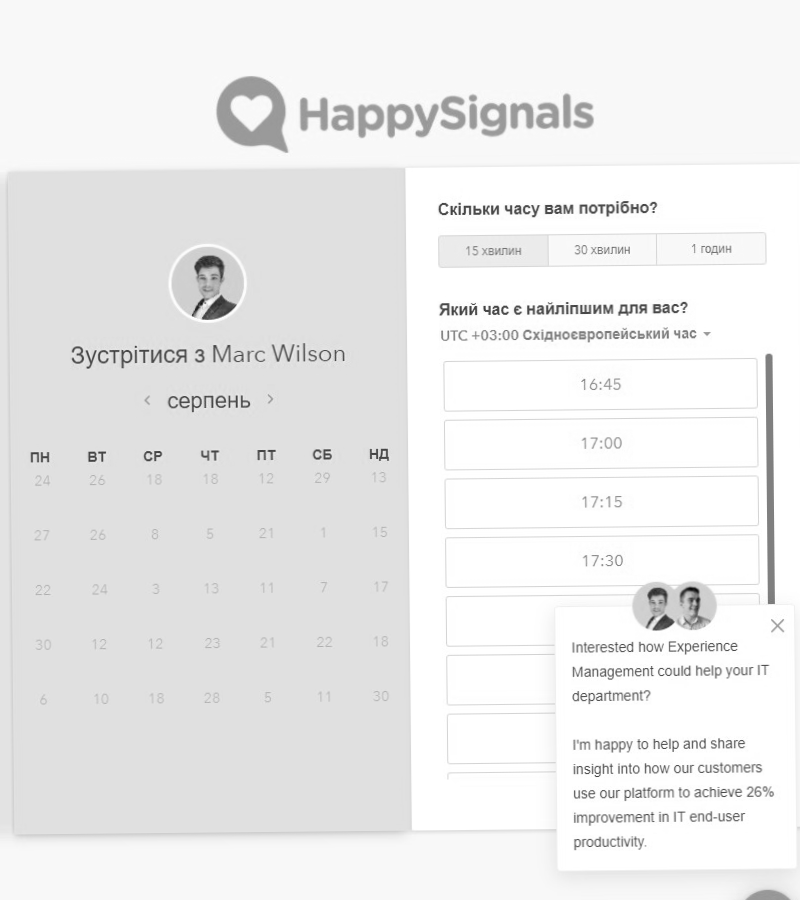 HappySignals
Зустрітися з Marc Wilson
серпень
ПН ВТ СР ЧТ ПТ СБ НД
24 26 18 18 12 29 13
27 26 8 5 21 1 15
22 24 3 13 11 7 17
30 12 12 23 21 22 18
6 10 18 28 5 11 30
Скільки часу вам потрібно?
15 хвилин 30 хвилин 1 годин
Який час є найліпшим для вас?
UTC +03:00 Східноєвропейський час
16:45
17:00
17:15
17:30
Interested how Experience
Management could help your IT
department?
I'm happy to help and share
insight into how our customers
use our platform to achieve 26%
improvement in IT end-user
productivity.